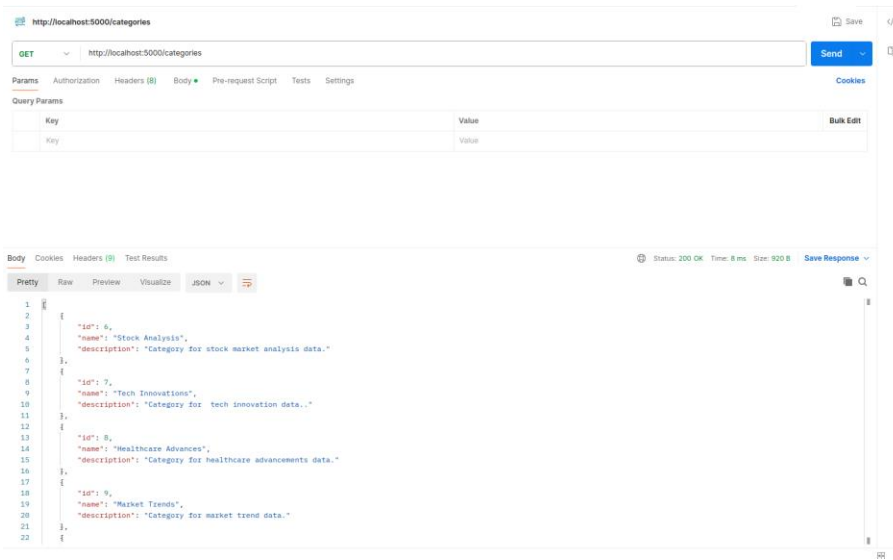 http://localhost:5000/categories
Save
GET
http://localhost:5000/categories
Send
Params Authorization Headers (8) Body Pre-request Script Tests Settings
Cookies
Query Params
Key Value Bulk Edit
Key Value
Body Cookies Headers (9) Test Results
Status: 200 OK Time: 8 ms Size: 920 B Save Response
Pretty Raw Preview Visualize JSON
1 [
2 {
3 "id": 6,
4 "name": "Stock Analysis",
5 "description": "Category for stock market analysis data."
6 },
7 {
8 "id": 7,
9 "name": "Tech Innovations",
10 "description": "Category for  tech innovation data.."
11 },
12 {
13 "id": 8,
14 "name": "Healthcare Advances",
15 "description": "Category for healthcare advancements data."
16 },
17 {
18 "id": 9,
19 "name": "Market Trends",
20 "description": "Category for market trend data."
21 },
22 {